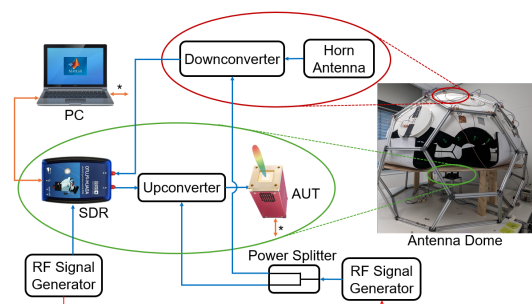 Downconverter
Horn
Antenna
*
PC
Upconverter
AUT
SDR
*
Antenna Dome
Power Splitter
RF Signal
Generator
RF Signal
Generator